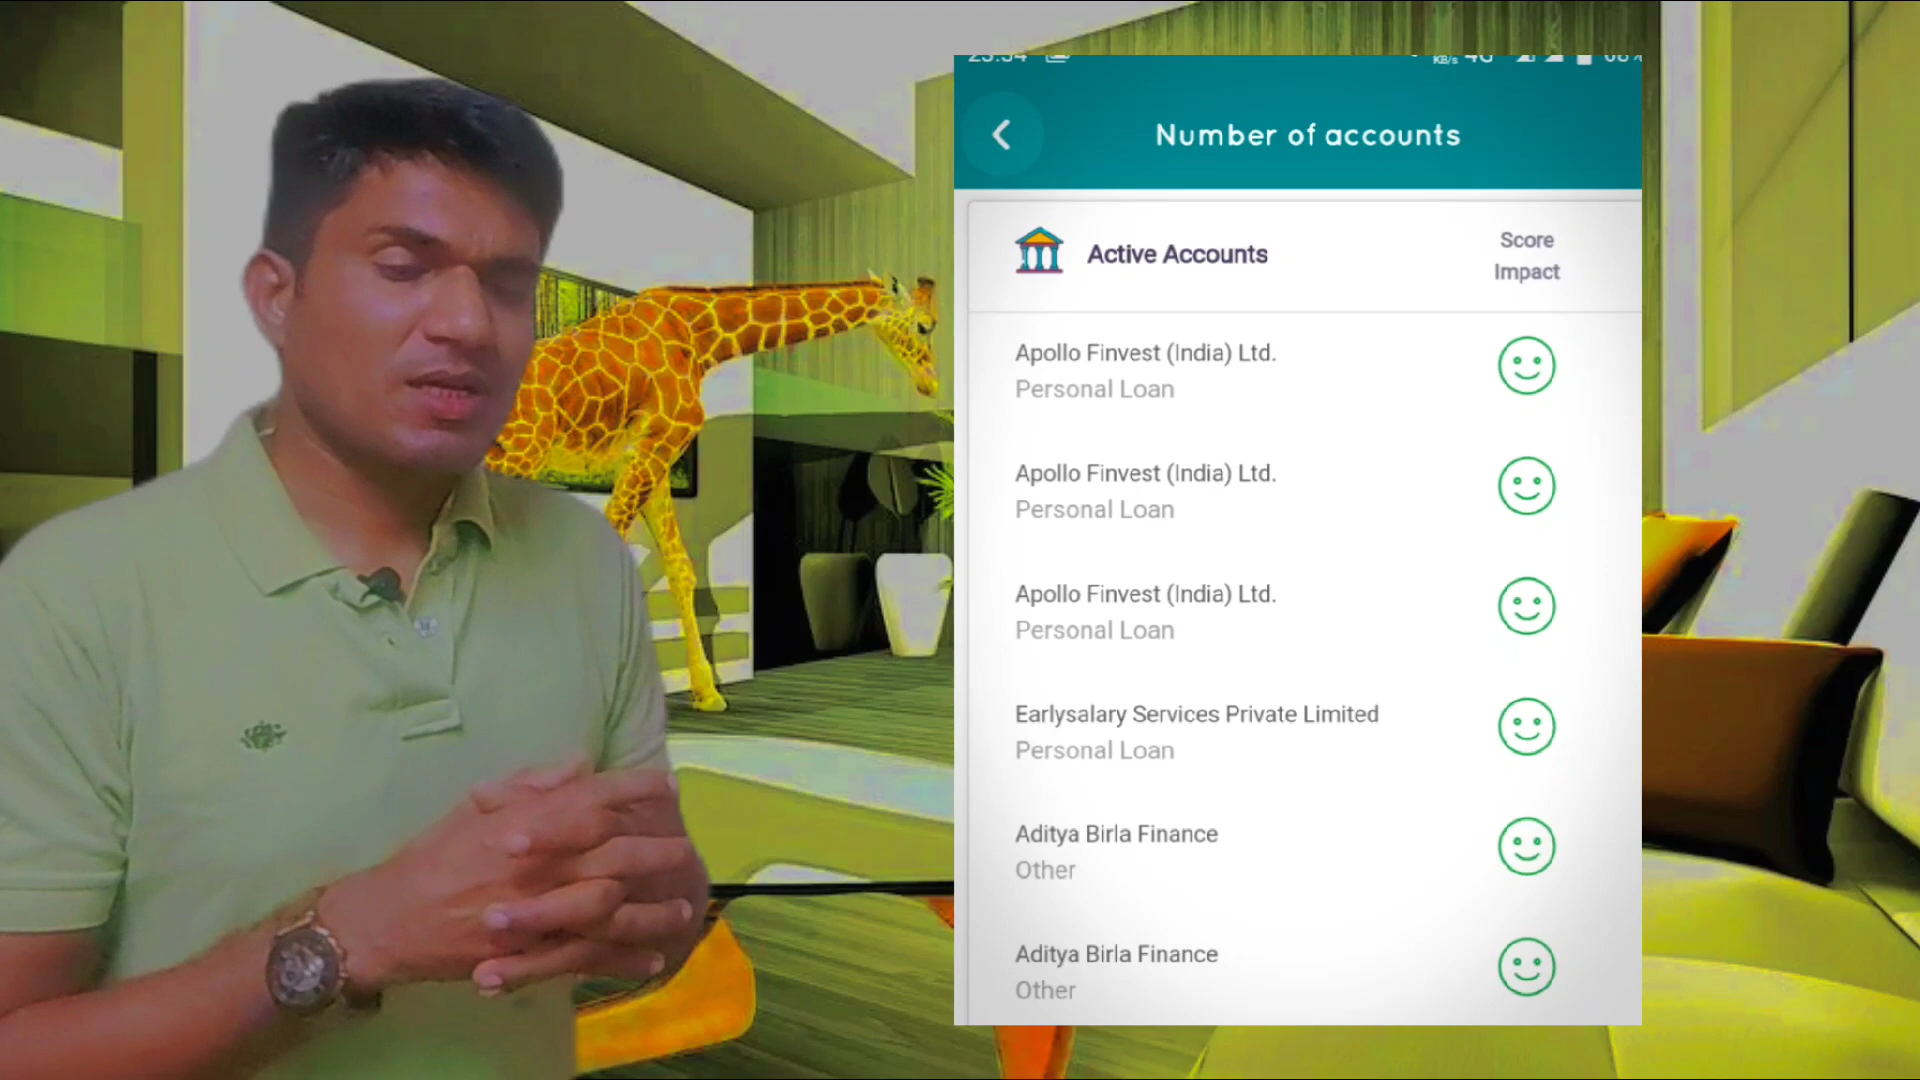 Number of accounts
Active Accounts
Score
Impact
Apollo Finvest (India) Ltd.
Personal Loan
Apollo Finvest (India) Ltd.
Personal Loan
Apollo Finvest (India) Ltd.
Personal Loan
Earlysalary Services Private Limited
Personal Loan
Aditya Birla Finance
Other
Aditya Birla Finance
Other